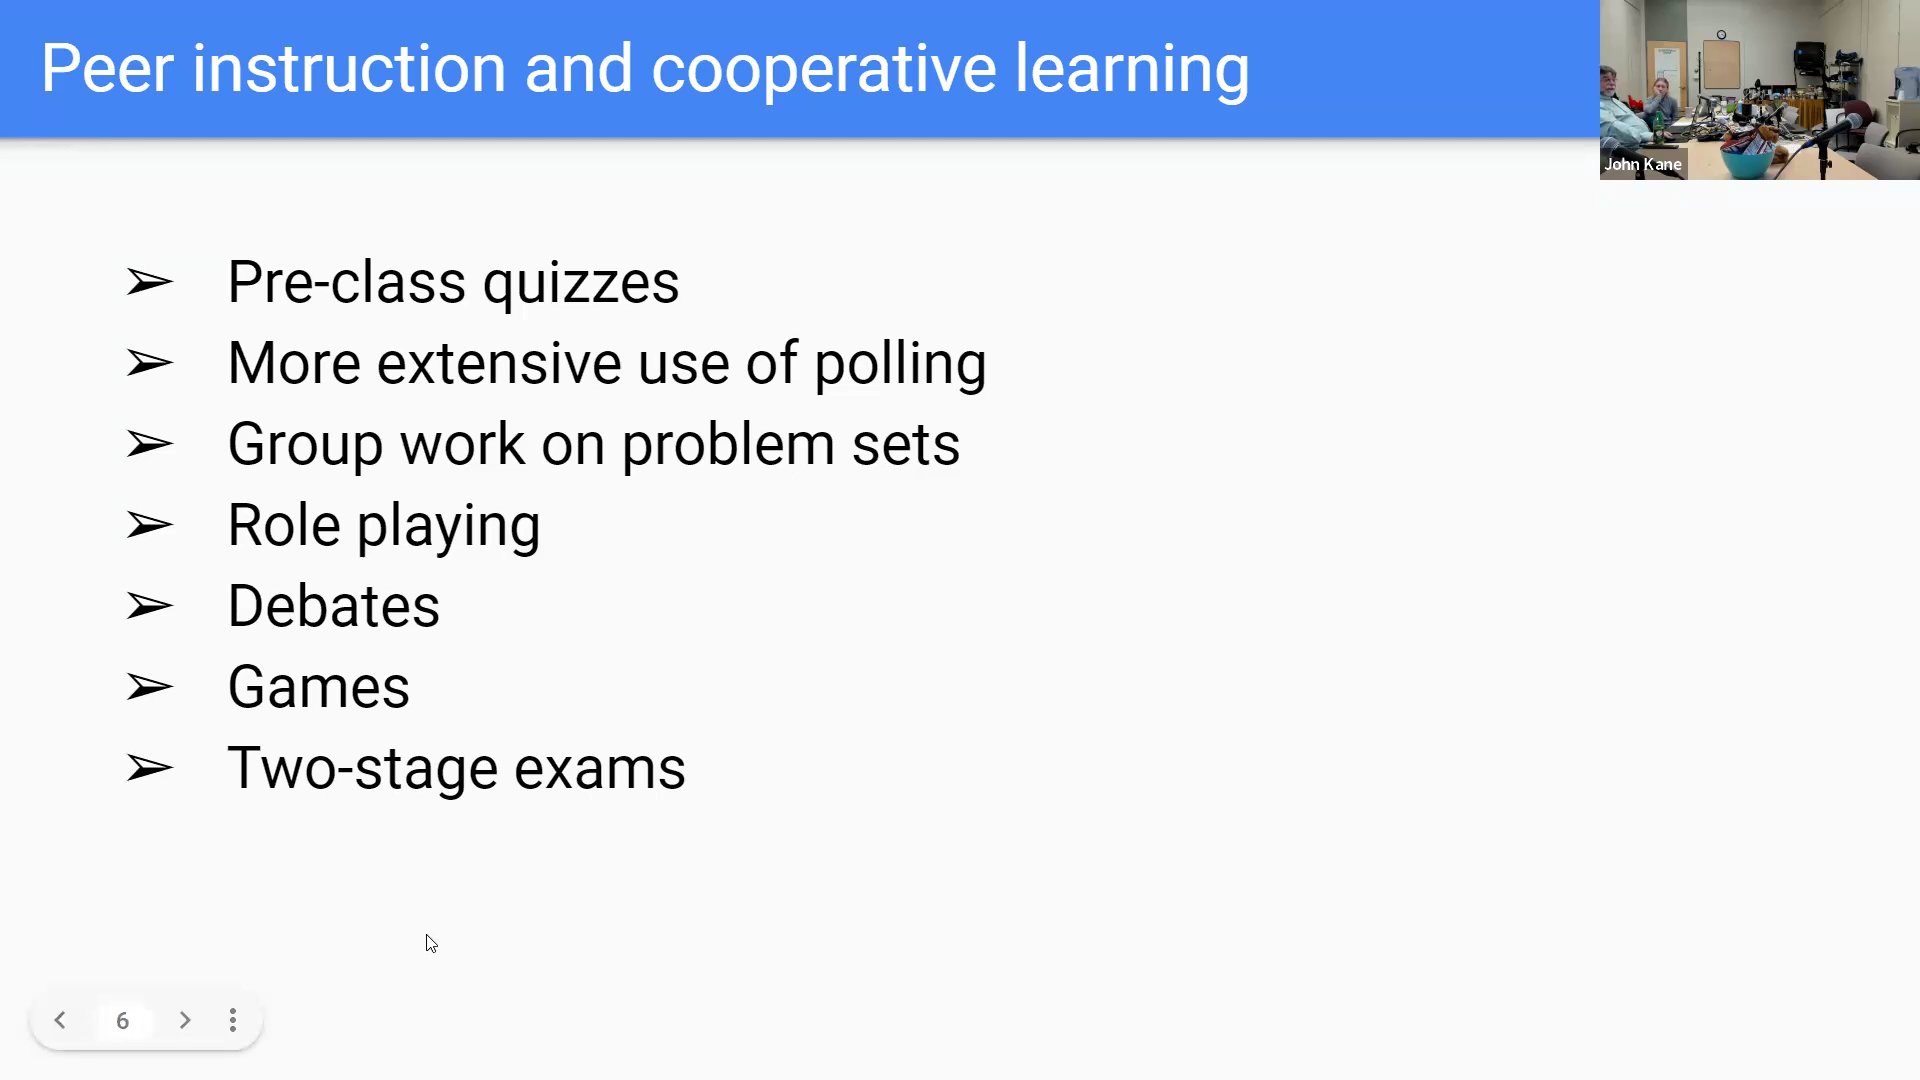 Peer instruction and cooperative learning
John Kane
➢ Pre-class quizzes
➢ More extensive use of polling
➢ Group work on problem sets
➢ Role playing
➢ Debates
➢ Games
➢ Two-stage exams
6